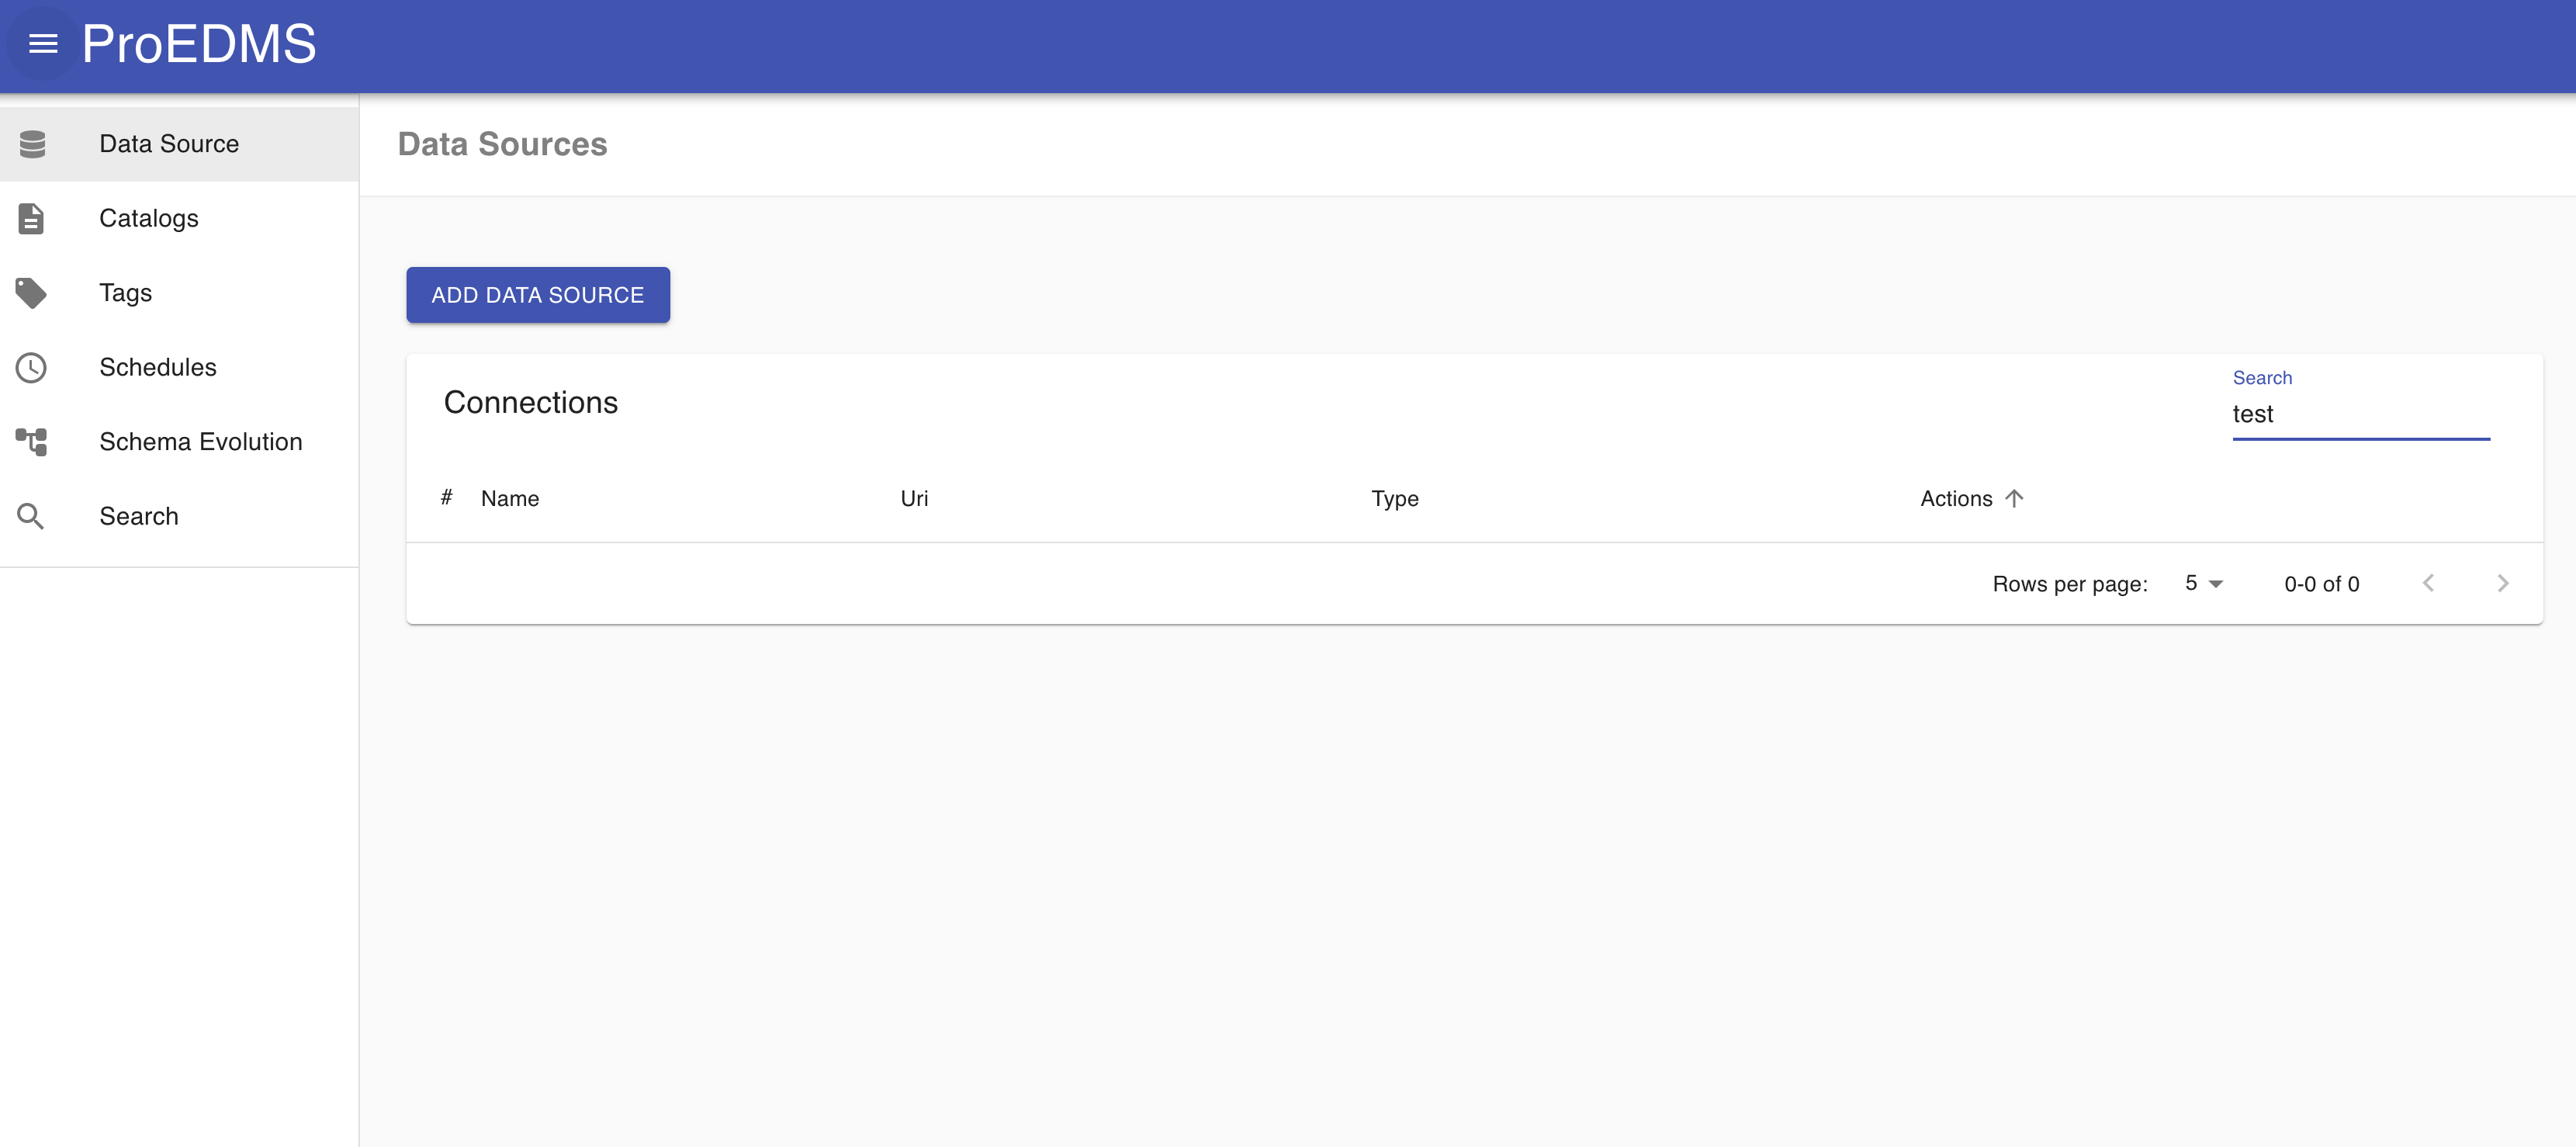 ProEDMS
Data Source
Catalogs
Tags
Schedules
Schema Evolution
Search
Data Sources
ADD DATA SOURCE
Connections
Search
test
# Name Uri Type Actions
Rows per page: 5 0-0 of 0